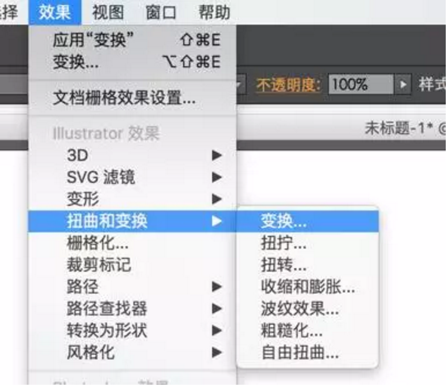 择 效果 视图 窗口 帮助
应用“变换” ⇧⌘E
变换... ⌥⇧⌘E
不透明度: 100% 样式
文档栅格效果设置...
未标题-1* @
Illustrator 效果
3D
SVG 滤镜
变形
扭曲和变换 变换...
栅格化... 扭拧...
裁剪标记 扭转...
路径 收缩和膨胀...
路径查找器 波纹效果...
转换为形状 粗糙化...
风格化 自由扭曲...